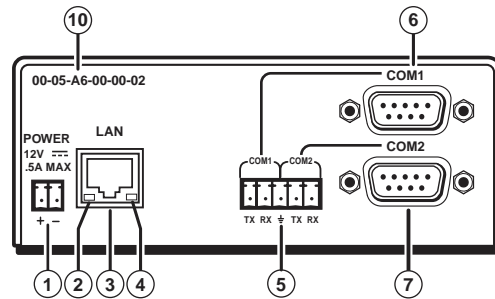 10
6
00-05-A6-00-00-02
COM1
POWER
12V
.5A MAX
LAN
COM1 COM2
COM2
TX RX TX RX
+ −
1
2
3
4
5
7